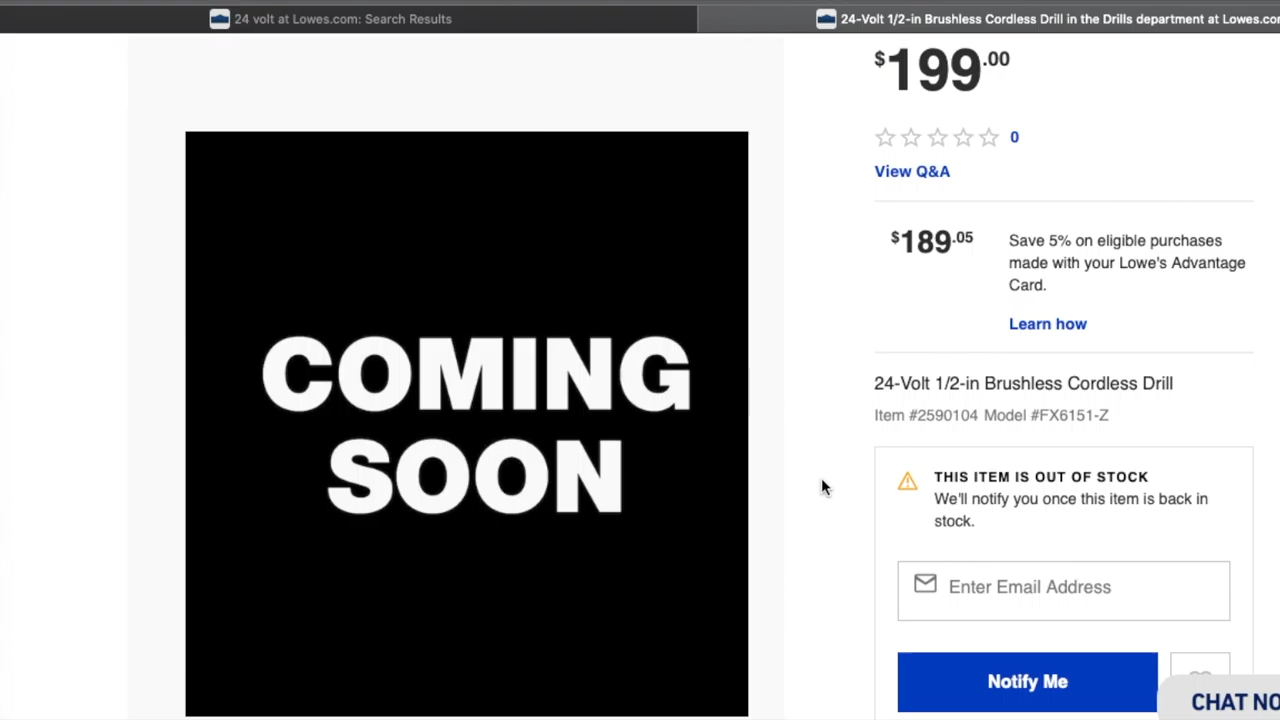 24 volt at Lowes.com: Search Results
24-Volt 1/2-in Brushless Cordless Drill in the Drills department at Lowes.com
$199.00
0
View Q&A
$189.05
Save 5% on eligible purchases
made with your Lowe's Advantage
Card.
Learn how
24-Volt 1/2-in Brushless Cordless Drill
Item #2590104 Model #FX6151-Z
COMING
SOON
THIS ITEM IS OUT OF STOCK
We'll notify you once this item is back in
stock.
Enter Email Address
Notify Me
CHAT NO